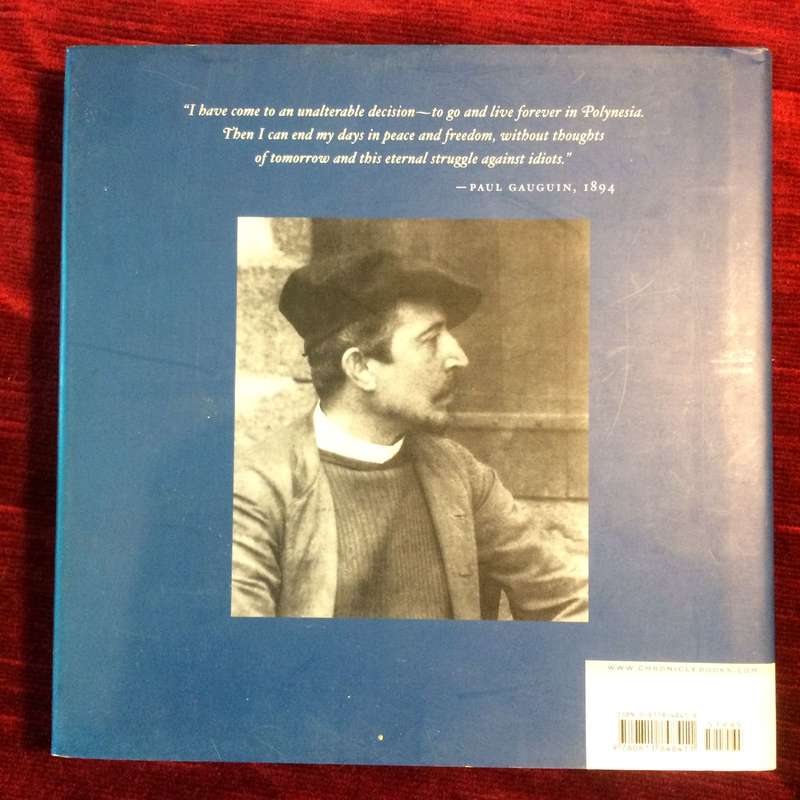 “I have come to an unalterable decision—to go and live forever in Polynesia.
Then I can end my days in peace and freedom, without thoughts
of tomorrow and this eternal struggle against idiots.”
—PAUL GAUGUIN, 1894
WWW.CHRONICLEBOOKS.COM